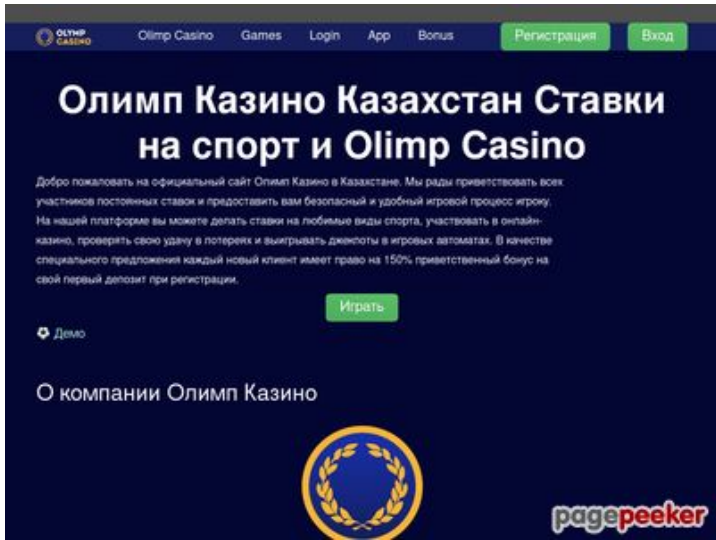 OLYMP CASINO Olimp Casino Games Login App Bonus Регистрация Вход
Олимп Казино Казахстан Ставки
на спорт и Olimp Casino
Добро пожаловать на официальный сайт Олимп Казино в Казахстане. Мы рады приветствовать всех
участников постоянных ставок и предоставить вам безопасный и удобный игровой процесс игроку.
На нашей платформе вы можете делать ставки на любимые виды спорта, участвовать в онлайн-
казино, проверять свою удачу в лотереях и выигрывать джекпоты в игровых автоматах. В качестве
специального предложения каждый новый клиент имеет право на 150% приветственный бонус на
свой первый депозит при регистрации.
Играть
Демо
О компании Олимп Казино
pagepeeker